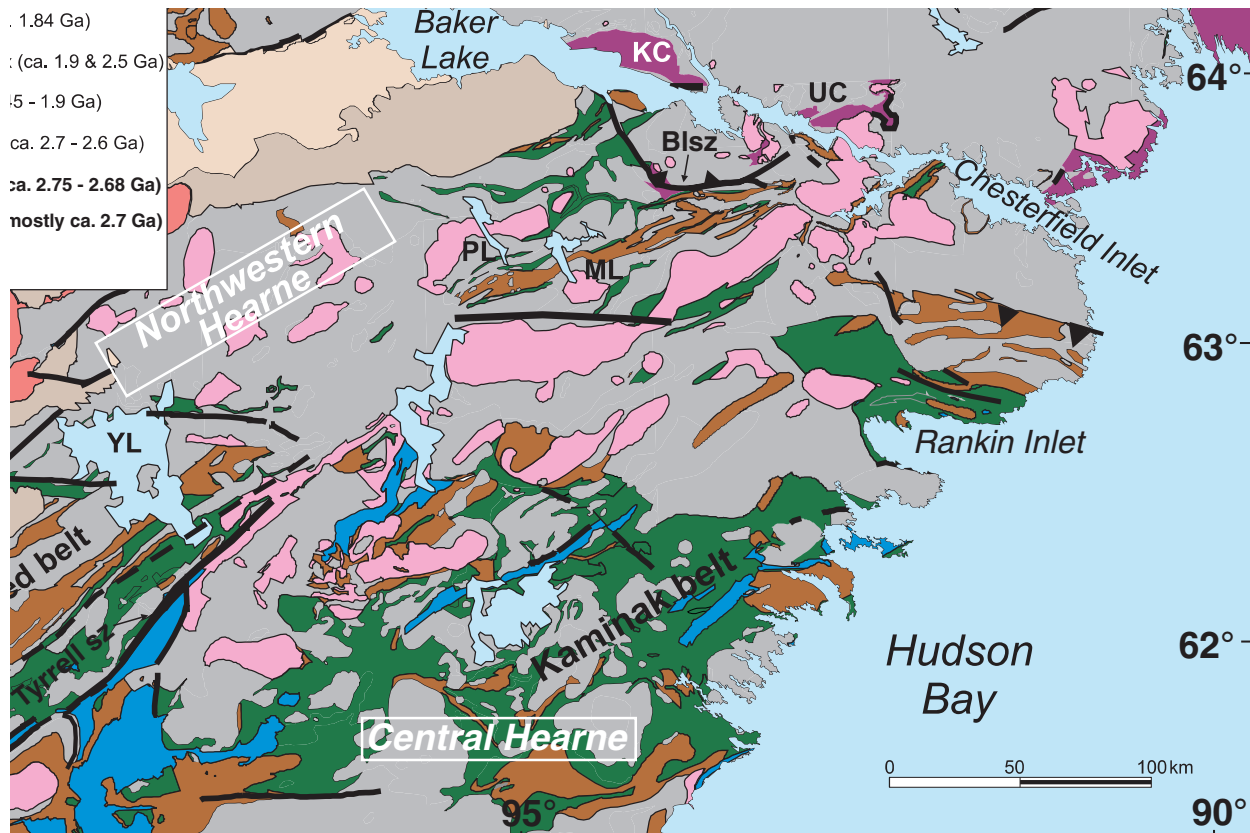 . 1.84 Ga)
(ca. 1.9 & 2.5 Ga)
45 - 1.9 Ga)
ca. 2.7 - 2.6 Ga)
ca. 2.75 - 2.68 Ga)
mostly ca. 2.7 Ga)
Baker
Lake
KC
UC
64°
Blsz
Chesterfield Inlet
PL
ML
Northwestern
Hearne
63°
YL
Rankin Inlet
ed belt
Kaminak belt
Tyrrell sz
62°
Hudson
Bay
Central Hearne
0 50 100 km
95°
90°